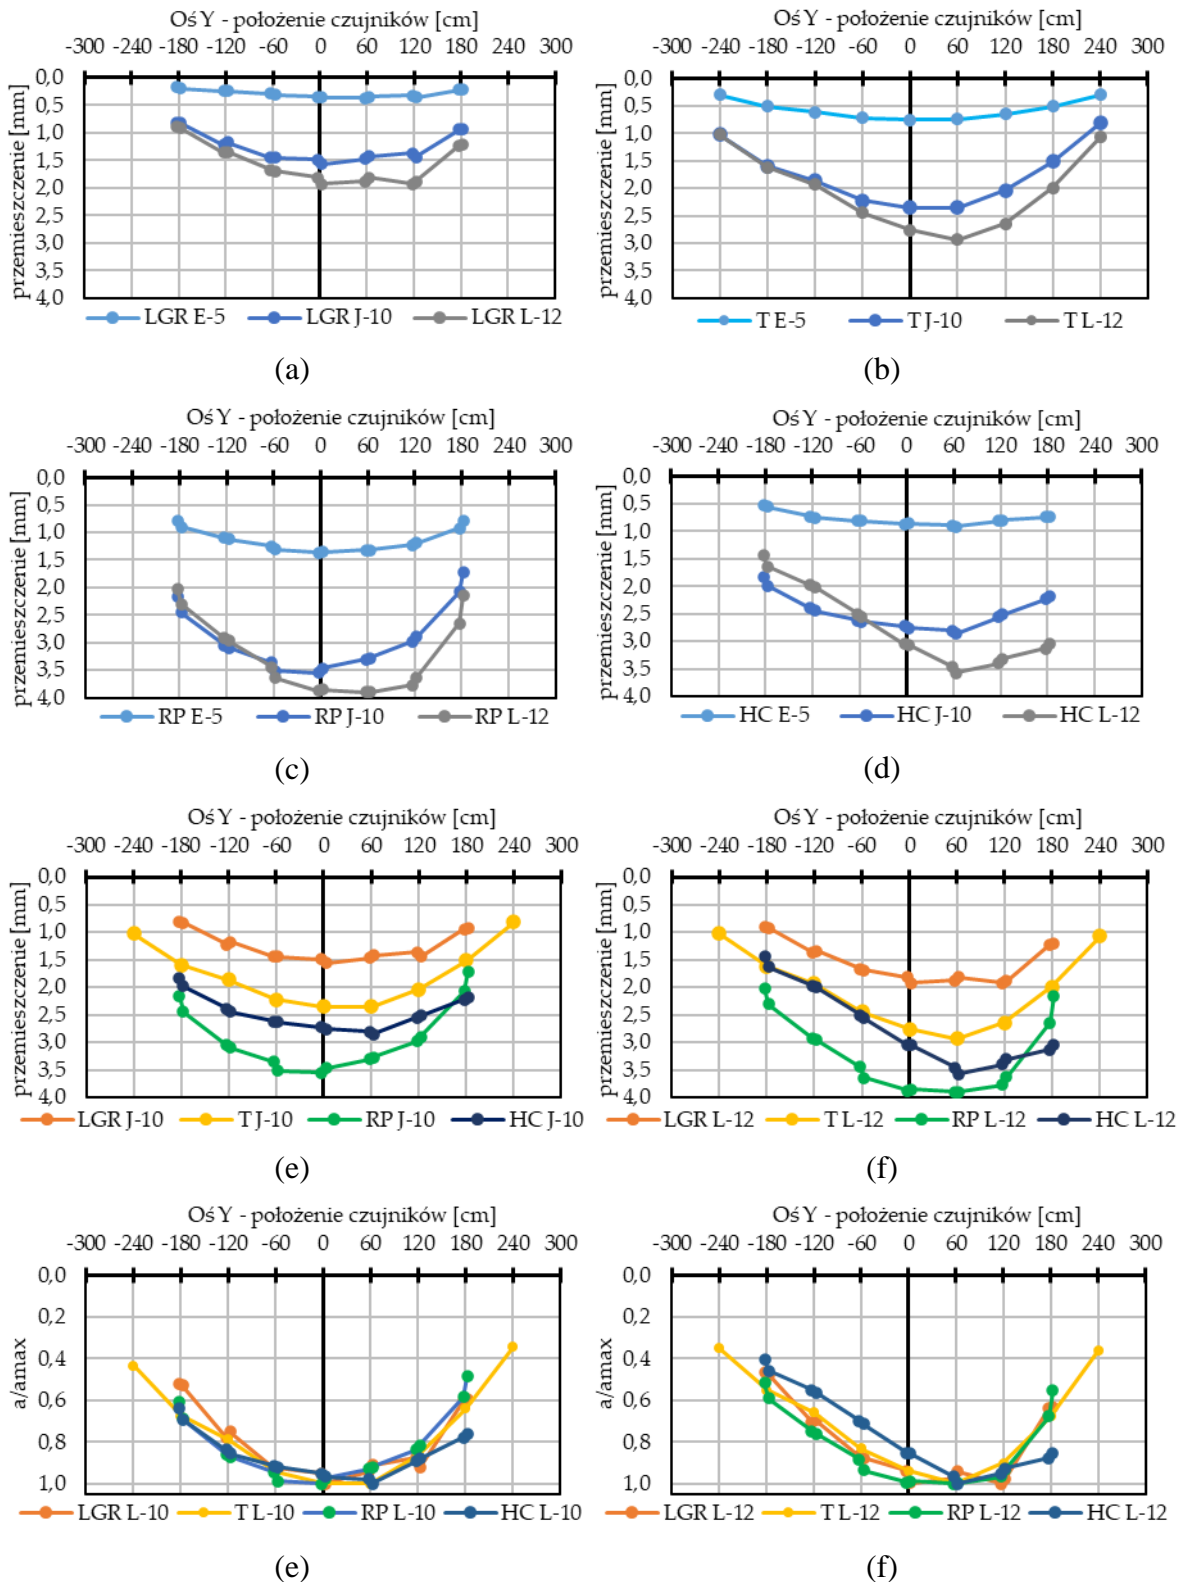 Oś Y - położenie czujników [cm]
-300 -240 -180 -120 -60 0 60 120 180 240 300
przemieszczenie [mm]
0,0
0,5
1,0
1,5
2,0
2,5
3,0
3,5
4,0
LGR E-5 LGR J-10 LGR L-12
(a)
Oś Y - położenie czujników [cm]
-300 -240 -180 -120 -60 0 60 120 180 240 300
przemieszczenie [mm]
0,0
0,5
1,0
1,5
2,0
2,5
3,0
3,5
4,0
T E-5 T J-10 T L-12
(b)
Oś Y - położenie czujników [cm]
-300 -240 -180 -120 -60 0 60 120 180 240 300
przemieszczenie [mm]
0,0
0,5
1,0
1,5
2,0
2,5
3,0
3,5
4,0
RP E-5 RP J-10 RP L-12
(c)
Oś Y - położenie czujników [cm]
-300 -240 -180 -120 -60 0 60 120 180 240 300
przemieszczenie [mm]
0,0
0,5
1,0
1,5
2,0
2,5
3,0
3,5
4,0
HC E-5 HC J-10 HC L-12
(d)
Oś Y - położenie czujników [cm]
-300 -240 -180 -120 -60 0 60 120 180 240 300
przemieszczenie [mm]
0,0
0,5
1,0
1,5
2,0
2,5
3,0
3,5
4,0
LGR J-10 T J-10 RP J-10 HC J-10
(e)
Oś Y - położenie czujników [cm]
-300 -240 -180 -120 -60 0 60 120 180 240 300
przemieszczenie [mm]
0,0
0,5
1,0
1,5
2,0
2,5
3,0
3,5
4,0
LGR L-12 T L-12 RP L-12 HC L-12
(f)
Oś Y - położenie czujników [cm]
-300 -240 -180 -120 -60 0 60 120 180 240 300
a/amax
0,0
0,2
0,4
0,6
0,8
1,0
LGR L-10 T L-10 RP L-10 HC L-10
(e)
Oś Y - położenie czujników [cm]
-300 -240 -180 -120 -60 0 60 120 180 240 300
a/amax
0,0
0,2
0,4
0,6
0,8
1,0
LGR L-12 T L-12 RP L-12 HC L-12
(f)